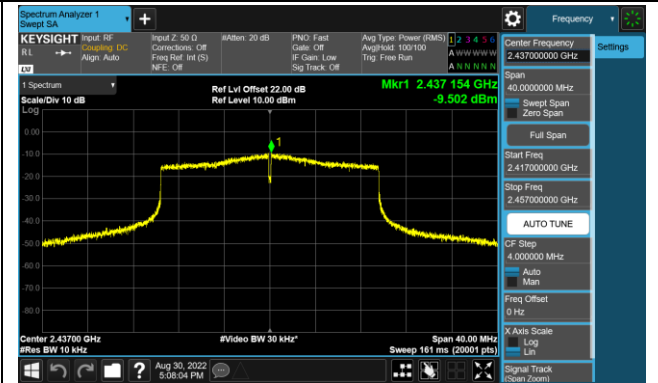 Spectrum Analyzer 1
Swept SA
Frequency
KEYSIGHT
RL
LXI
Input: RF
Coupling: DC
Align: Auto
Input Z: 50 Ω
Corrections: Off
Freq Ref: Int (S)
NFE: Off
#Atten: 20 dB
PNO: Fast
Gate: Off
IF Gain: Low
Sig Track: Off
Avg Type: Power (RMS)
Avg|Hold: 100/100
Trig: Free Run
1 2 3 4 5 6
A W W W W W
A N N N N N
1 Spectrum
Scale/Div 10 dB
Log
Ref Lvl Offset 22.00 dB
Ref Level 10.00 dBm
Mkr1 2.437 154 GHz
-9.502 dBm
1
0.00
-10.0
-20.0
-30.0
-40.0
-50.0
-60.0
-70.0
-80.0
Center 2.43700 GHz
#Res BW 10 kHz
#Video BW 30 kHz*
Span 40.00 MHz
Sweep 161 ms (20001 pts)
Aug 30, 2022
5:08:04 PM
Settings
Center Frequency
2.437000000 GHz
Span
40.0000000 MHz
Swept Span
Zero Span
Full Span
Start Freq
2.417000000 GHz
Stop Freq
2.457000000 GHz
AUTO TUNE
CF Step
4.000000 MHz
Auto
Man
Freq Offset
0 Hz
X Axis Scale
Log
Lin
Signal Track
(Span Zoom)